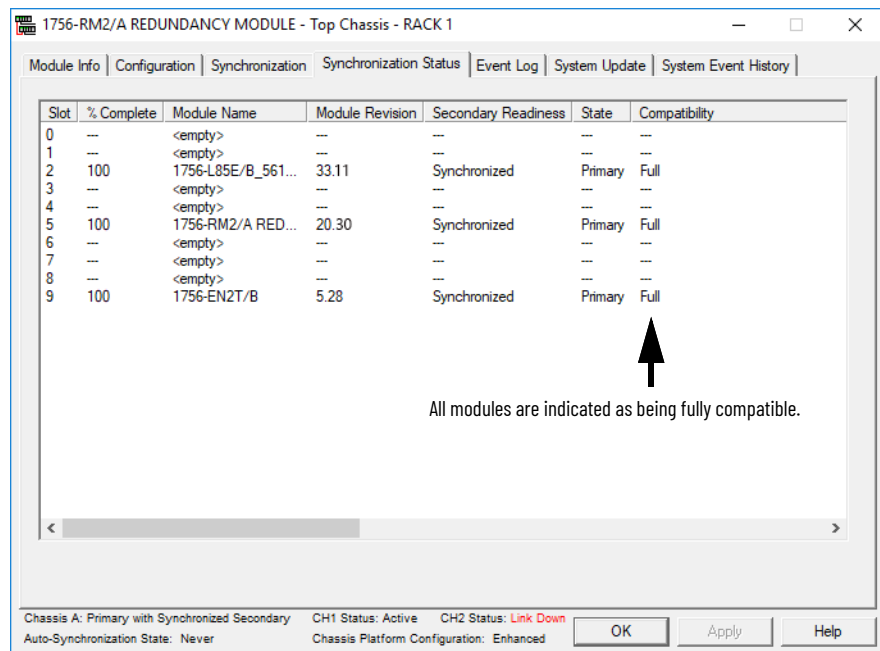 1756-RM2/A REDUNDANCY MODULE - Top Chassis - RACK 1
Module Info Configuration Synchronization Synchronization Status Event Log System Update System Event History
Slot % Complete Module Name Module Revision Secondary Readiness State Compatibility
0 --- <empty> --- --- --- ---
1 --- <empty> --- --- --- ---
2 100 1756-L85E/B_561... 33.11 Synchronized Primary Full
3 --- <empty> --- --- --- ---
4 --- <empty> --- --- --- ---
5 100 1756-RM2/A RED... 20.30 Synchronized Primary Full
6 --- <empty> --- --- --- ---
7 --- <empty> --- --- --- ---
8 --- <empty> --- --- --- ---
9 100 1756-EN2T/B 5.28 Synchronized Primary Full
All modules are indicated as being fully compatible.
Chassis A: Primary with Synchronized Secondary CH1 Status: Active CH2 Status: Link Down
Auto-Synchronization State: Never Chassis Platform Configuration: Enhanced
OK Apply Help